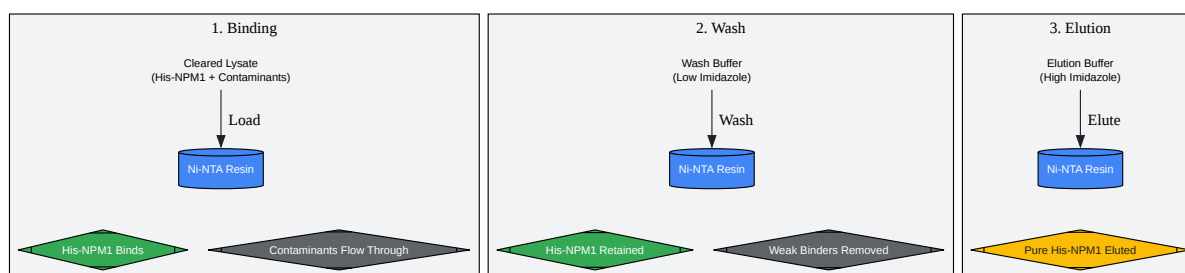 1. Binding
Cleared Lysate
(His-NPM1 + Contaminants)
Load
Ni-NTA Resin
His-NPM1 Binds
Contaminants Flow Through
2. Wash
Wash Buffer
(Low Imidazole)
Wash
Ni-NTA Resin
His-NPM1 Retained
Weak Binders Removed
3. Elution
Elution Buffer
(High Imidazole)
Elute
Ni-NTA Resin
Pure His-NPM1 Eluted